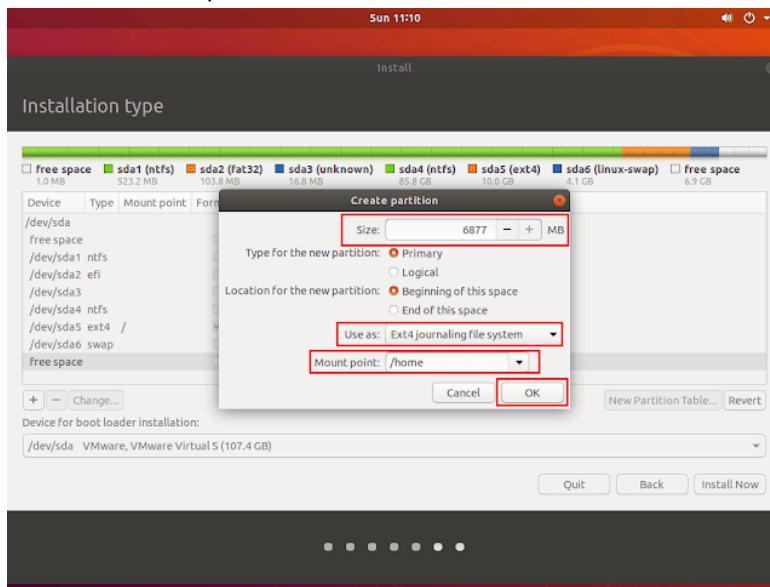 Sun 11:10
Install
Installation type
free space sda1 (ntfs) sda2 (fat32) sda3 (unknown) sda4 (ntfs) sda5 (ext4) sda6 (linux-swap) free space
1.0 MB 523.2 MB 103.8 MB 16.8 MB 85.8 GB 10.0 GB 4.1 GB 6.9 GB
Device Type Mount point Form
Create partition
/dev/sda
free space
/dev/sda1 ntfs
/dev/sda2 efi
/dev/sda3
/dev/sda4 ntfs
/dev/sda5 ext4 /
/dev/sda6 swap
free space
Size: 6877 − + MB
Type for the new partition: Primary
Logical
Location for the new partition: Beginning of this space
End of this space
Use as: Ext4 journaling file system
Mount point: /home
Cancel OK
+ − Change... New Partition Table... Revert
Device for boot loader installation:
/dev/sda VMware, VMware Virtual S (107.4 GB)
Quit Back Install Now